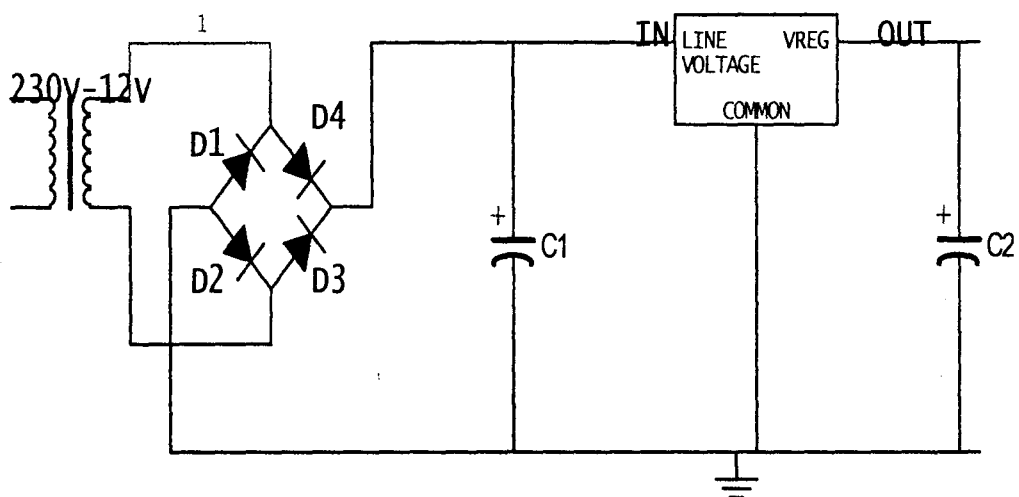 1
230V-12V
D1
D4
D2
D3
+
C1
IN
LINE VREG
VOLTAGE
COMMON
OUT
+
C2